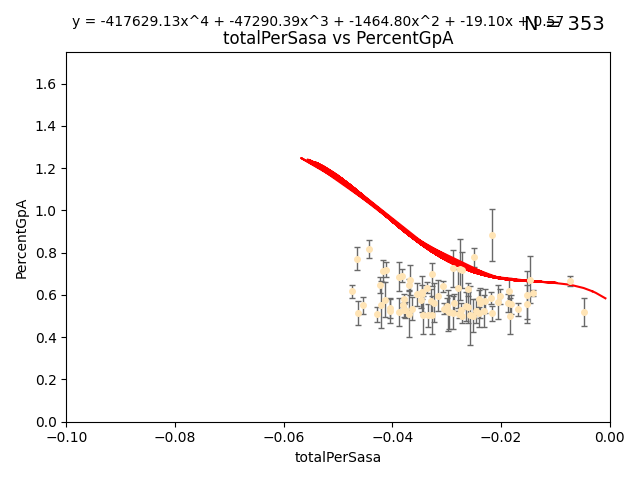 y = -417629.13x^4 + -47290.39x^3 + -1464.80x^2 + -19.10x + 0.57
N = 353
totalPerSasa vs PercentGpA
PercentGpA
1.6
1.4
1.2
1.0
0.8
0.6
0.4
0.2
0.0
−0.10 −0.08 −0.06 −0.04 −0.02 0.00
totalPerSasa